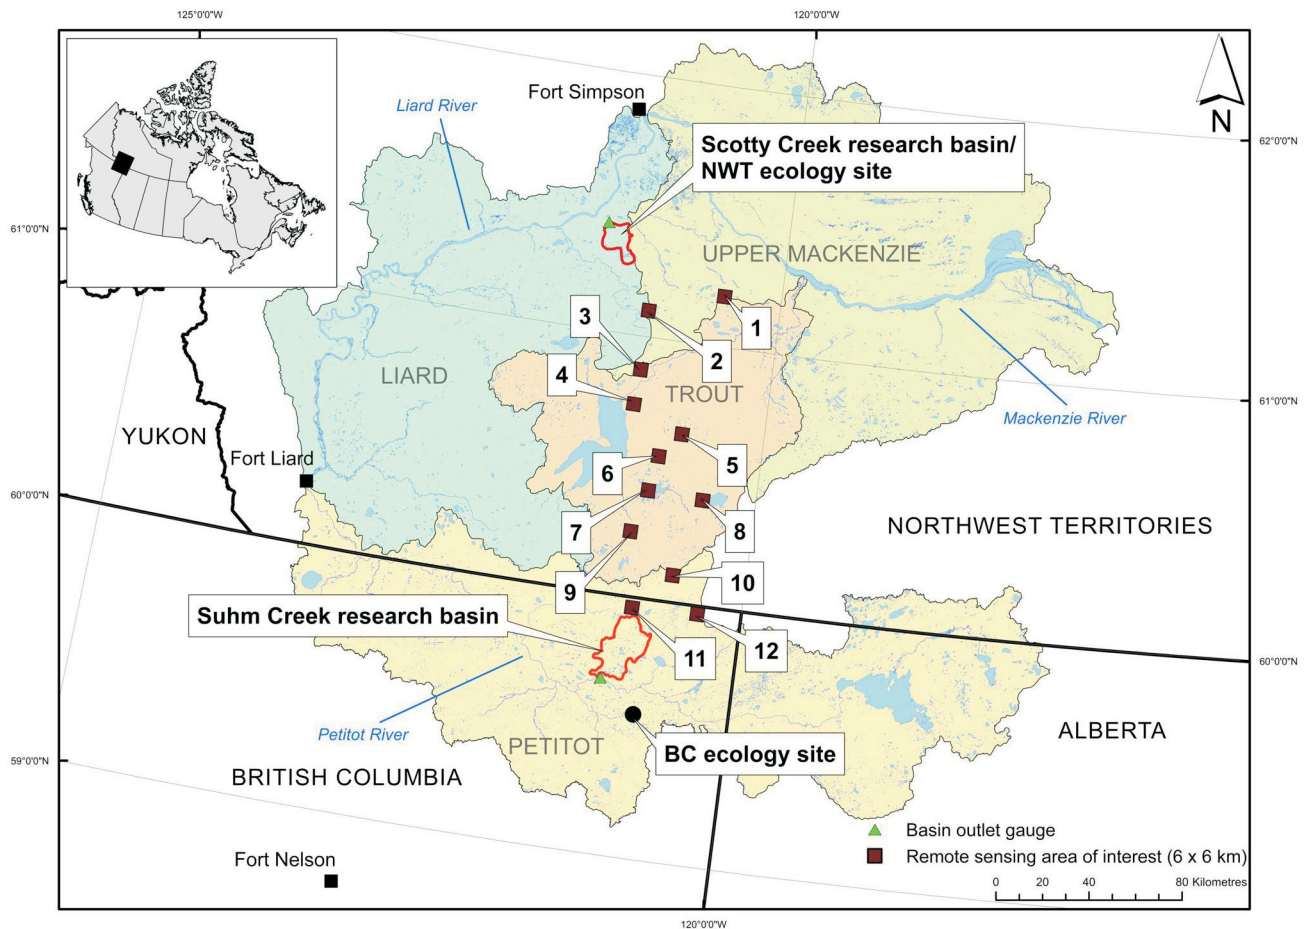 125°0'0"W
120°0'0"W
Fort Simpson
Liard River
N
Scotty Creek research basin/
NWT ecology site
62°0'0"N
61°0'0"N
UPPER MACKENZIE
3
1
2
4
LIARD
TROUT
61°0'0"N
Mackenzie River
YUKON
Fort Liard
5
6
60°0'0"N
7
8
NORTHWEST TERRITORIES
9
10
Suhm Creek research basin
11
12
60°0'0"N
Petitot River
PETITOT
ALBERTA
BC ecology site
59°0'0"N
BRITISH COLUMBIA
Basin outlet gauge
Fort Nelson
Remote sensing area of interest (6 x 6 km)
0 20 40 80 Kilometres
120°0'0"W